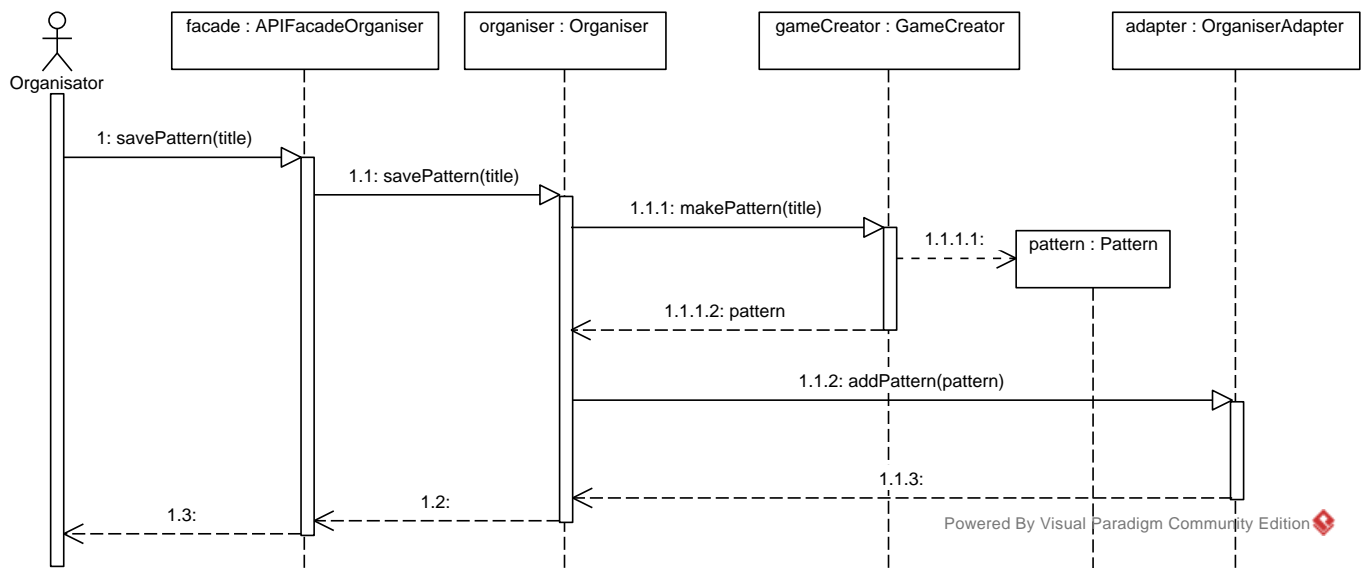 facade : APIFacadeOrganiser
organiser : Organiser
gameCreator : GameCreator
adapter : OrganiserAdapter
Organisator
1: savePattern(title)
1.1: savePattern(title)
1.1.1: makePattern(title)
1.1.1.1:
pattern : Pattern
1.1.1.2: pattern
1.1.2: addPattern(pattern)
1.1.3:
1.2:
1.3:
Powered By Visual Paradigm Community Edition